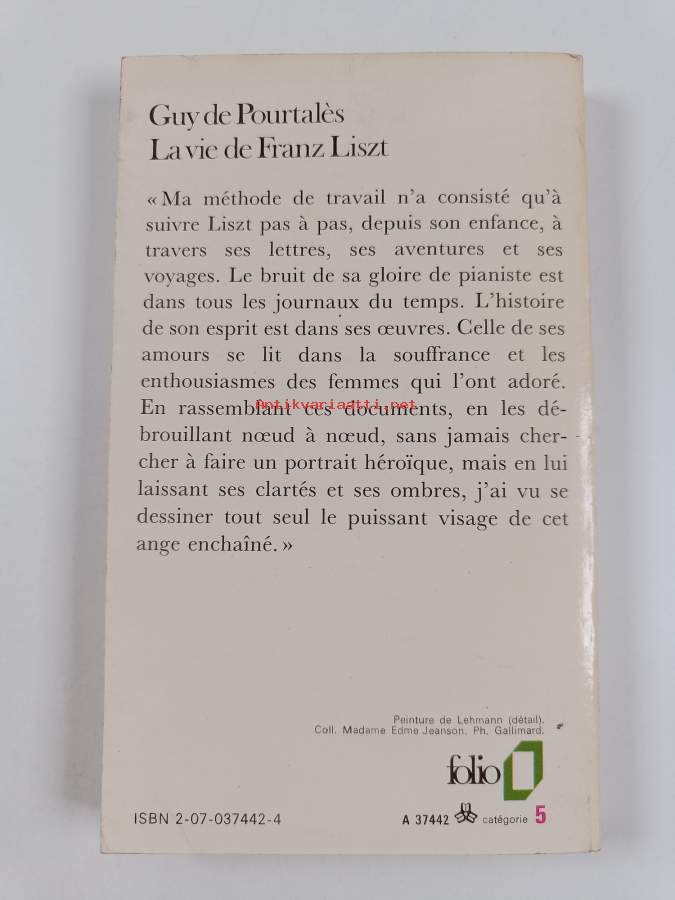 Guy de Pourtalès
La vie de Franz Liszt
« Ma méthode de travail n'a consisté qu'à
suivre Liszt pas à pas, depuis son enfance, à
travers ses lettres, ses aventures et ses
voyages. Le bruit de sa gloire de pianiste est
dans tous les journaux du temps. L'histoire
de son esprit est dans ses œuvres. Celle de ses
amours se lit dans la souffrance et les
enthousiasmes des femmes qui l'ont adoré.
En rassemblant ces documents, en les dé-
Antikvariaatti.net
brouillant nœud à nœud, sans jamais cher-
cher à faire un portrait héroïque, mais en lui
laissant ses clartés et ses ombres, j'ai vu se
dessiner tout seul le puissant visage de cet
ange enchaîné. »
Peinture de Lehmann (détail).
Coll. Madame Edme Jeanson. Ph. Gallimard.
folio
ISBN 2-07-037442-4
A 37442 catégorie 5